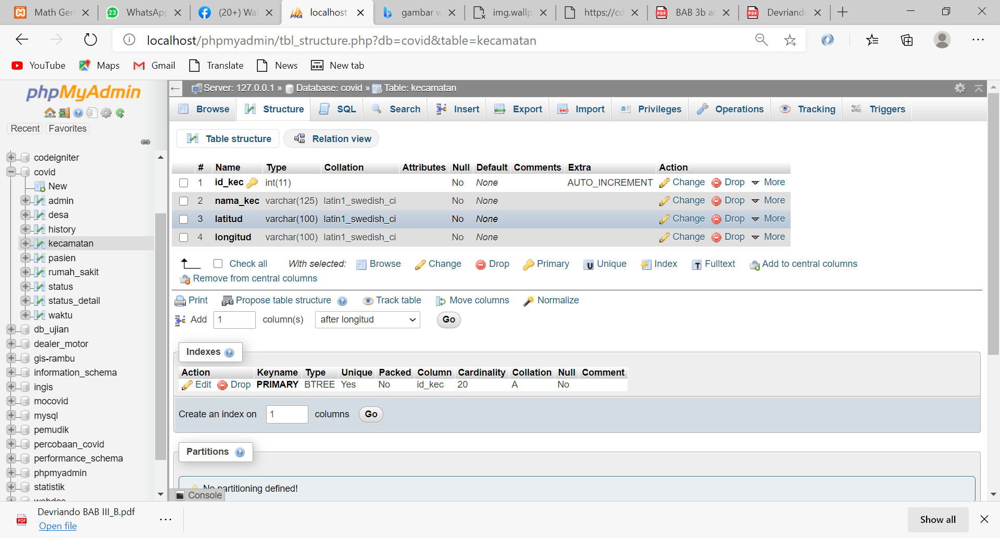 Math Gen
WhatsApp
(20+) Wat
localhost
gambar w
img.wallp
https://cd
BAB 3b a
Devriando
localhost/phpmyadmin/tbl_structure.php?db=covid&table=kecamatan
YouTube Maps Gmail Translate News New tab
phpMyAdmin
Recent Favorites
codeigniter
covid
New
admin
desa
history
kecamatan
pasien
rumah_sakit
status
status_detail
waktu
db_ujian
dealer_motor
gis-rambu
information_schema
ingis
mocovid
mysql
pemudik
percobaan_covid
performance_schema
phpmyadmin
statistik
Server: 127.0.0.1 » Database: covid » Table: kecamatan
Browse Structure SQL Search Insert Export Import Privileges Operations Tracking Triggers
Table structure Relation view
# Name Type Collation Attributes Null Default Comments Extra Action
1 id_kec int(11) No None AUTO_INCREMENT Change Drop More
2 nama_kec varchar(125) latin1_swedish_ci No None Change Drop More
3 latitud varchar(100) latin1_swedish_ci No None Change Drop More
4 longitud varchar(100) latin1_swedish_ci No None Change Drop More
Check all With selected: Browse Change Drop Primary Unique Index Fulltext Add to central columns
Remove from central columns
Print Propose table structure Track table Move columns Normalize
Add 1 column(s) after longitud Go
Indexes
Action Keyname Type Unique Packed Column Cardinality Collation Null Comment
Edit Drop PRIMARY BTREE Yes No id_kec 20 A No
Create an index on 1 columns Go
Partitions
No partitioning defined!
Console
Devriando BAB III_B.pdf
Open file
Show all